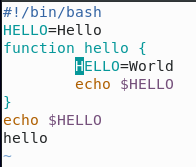 #!/bin/bash
HELLO=Hello
function hello {
        HELLO=World
        echo $HELLO
}
echo $HELLO
hello
~